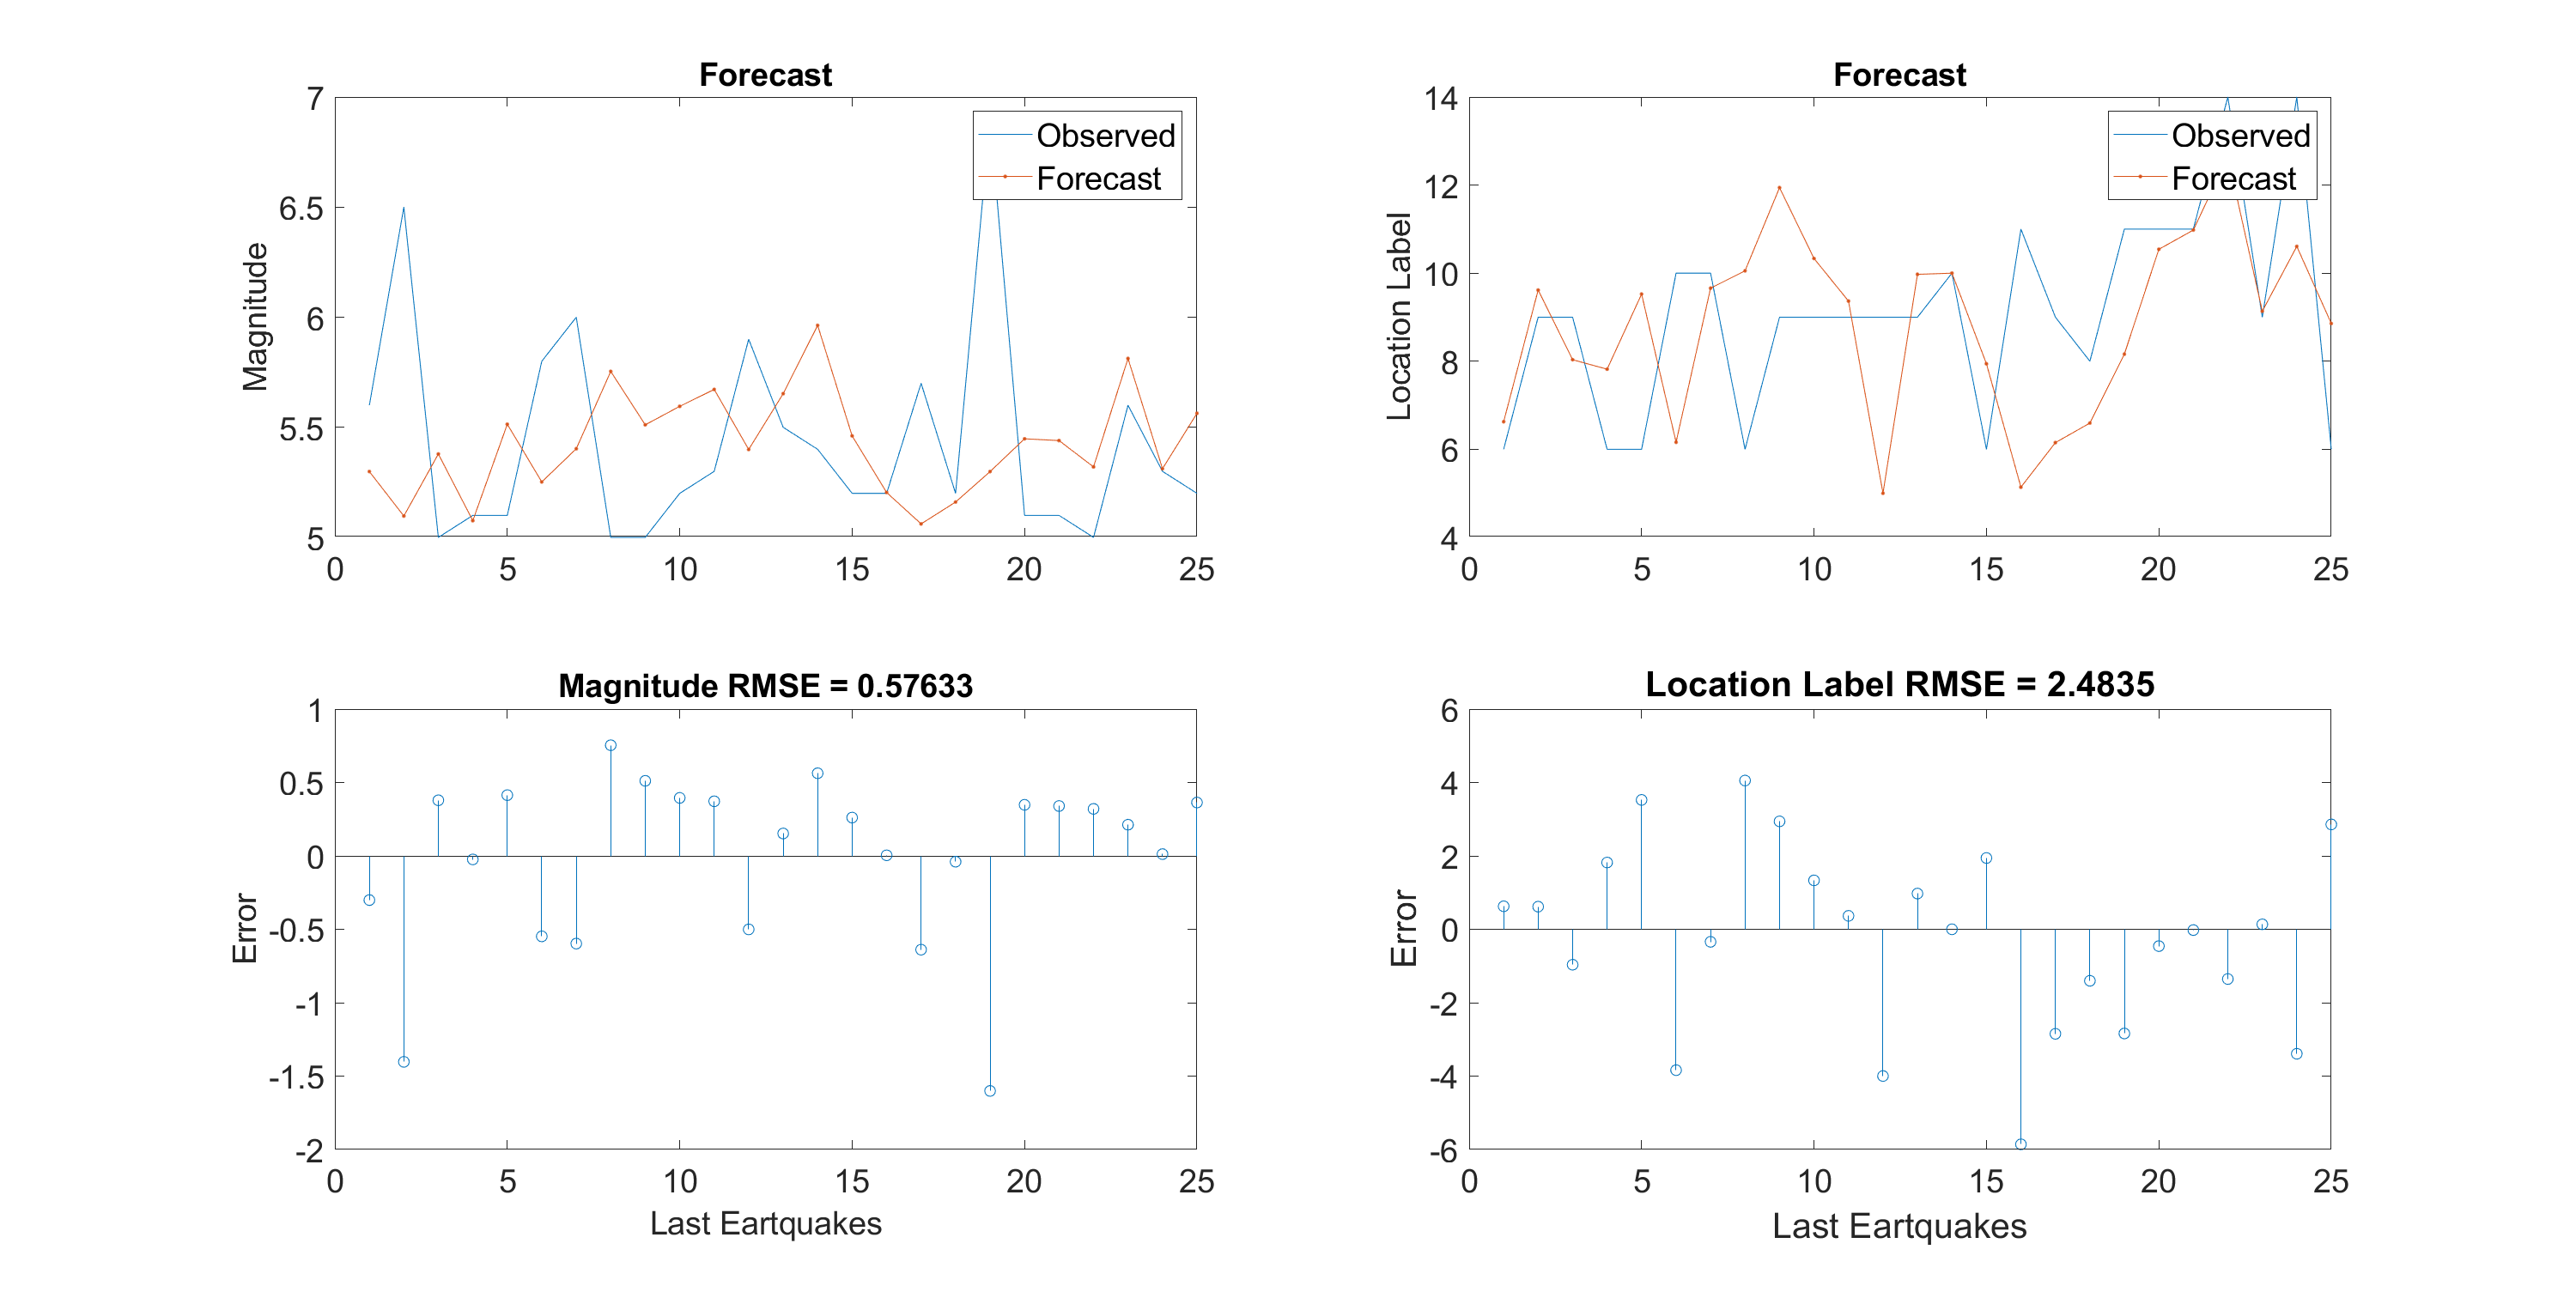 Forecast
7
6.5
6
5.5
5
Magnitude
0 5 10 15 20 25
Observed
Forecast
Forecast
14
12
10
8
6
4
Location Label
0 5 10 15 20 25
Observed
Forecast
Magnitude RMSE = 0.57633
1
0.5
0
-0.5
-1
-1.5
-2
Error
0 5 10 15 20 25
Last Eartquakes
Location Label RMSE = 2.4835
6
4
2
0
-2
-4
-6
Error
0 5 10 15 20 25
Last Eartquakes